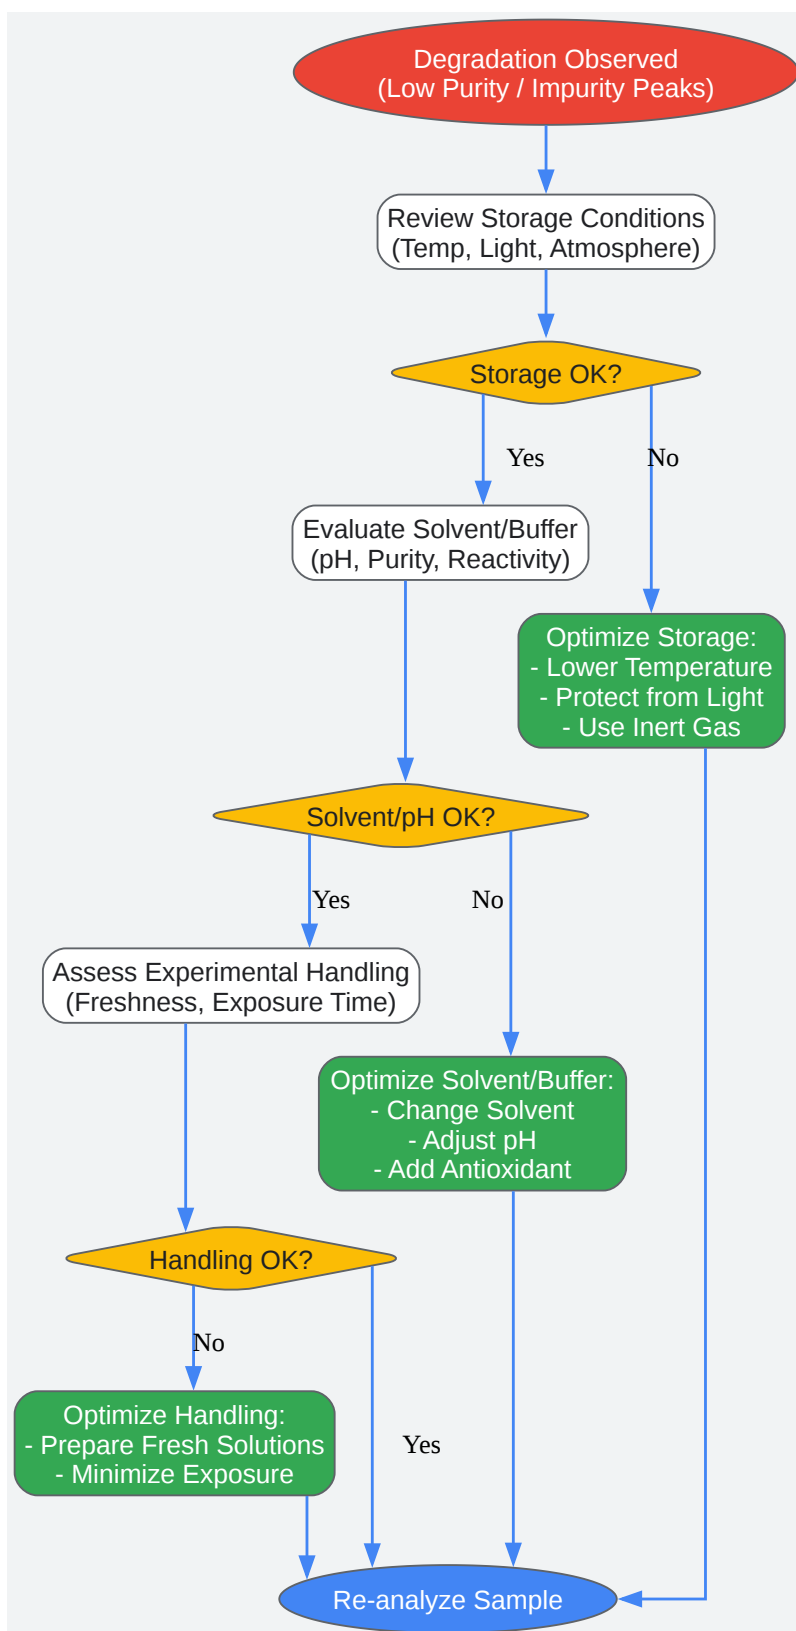 Degradation Observed
(Low Purity / Impurity Peaks)
Review Storage Conditions
(Temp, Light, Atmosphere)
Storage OK?
Yes
No
Evaluate Solvent/Buffer
(pH, Purity, Reactivity)
Optimize Storage:
- Lower Temperature
- Protect from Light
- Use Inert Gas
Solvent/pH OK?
Yes
No
Assess Experimental Handling
(Freshness, Exposure Time)
Optimize Solvent/Buffer:
- Change Solvent
- Adjust pH
- Add Antioxidant
Handling OK?
No
Yes
Optimize Handling:
- Prepare Fresh Solutions
- Minimize Exposure
Re-analyze Sample